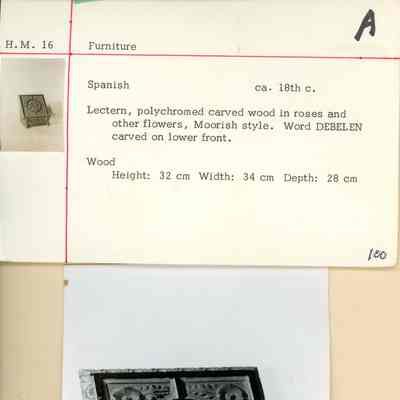 A
H.M. 16 Furniture
Spanish ca. 18th c.
Lectern, polychromed carved wood in roses and
other flowers, Moorish style. Word DEBELEN
carved on lower front.
Wood
Height: 32 cm Width: 34 cm Depth: 28 cm
100